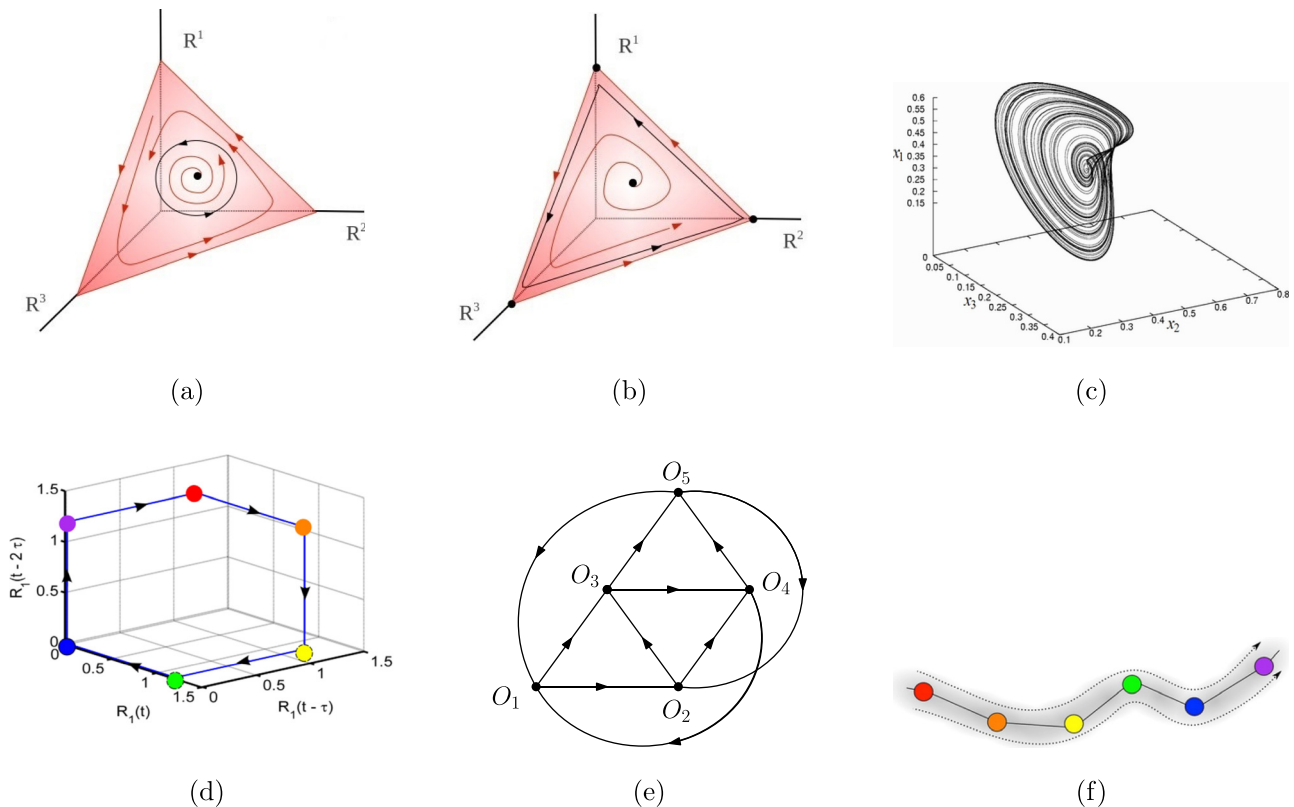 R¹
R²
R³
(a)
R¹
R²
R³
(b)
0.6
0.5
0.45
0.4
x₁
0.35
0.3
0.25
0.2
0.15
0
0.05
0.1
0.15
0.2
0.25
0.3
0.35
0.4
x₃
0.1
0.2
0.3
0.4
0.5
0.6
0.7
0.8
x₂
(c)
1.5
1
0.5
0
R₁(t - 2 τ)
0
0.5
1
1.5
R₁(t)
0
0.5
1
1.5
R₁(t - τ)
(d)
O₅
O₃
O₄
O₁
O₂
(e)
(f)